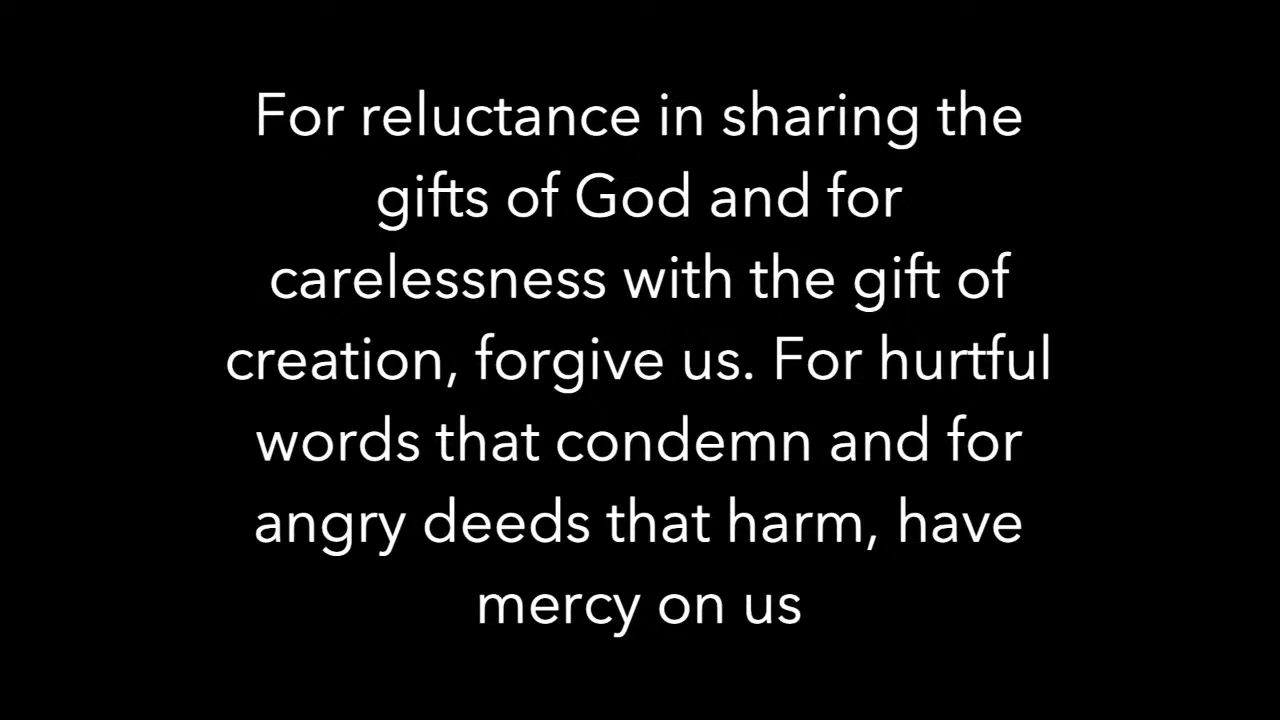 For reluctance in sharing the
gifts of God and for
carelessness with the gift of
creation, forgive us. For hurtful
words that condemn and for
angry deeds that harm, have
mercy on us